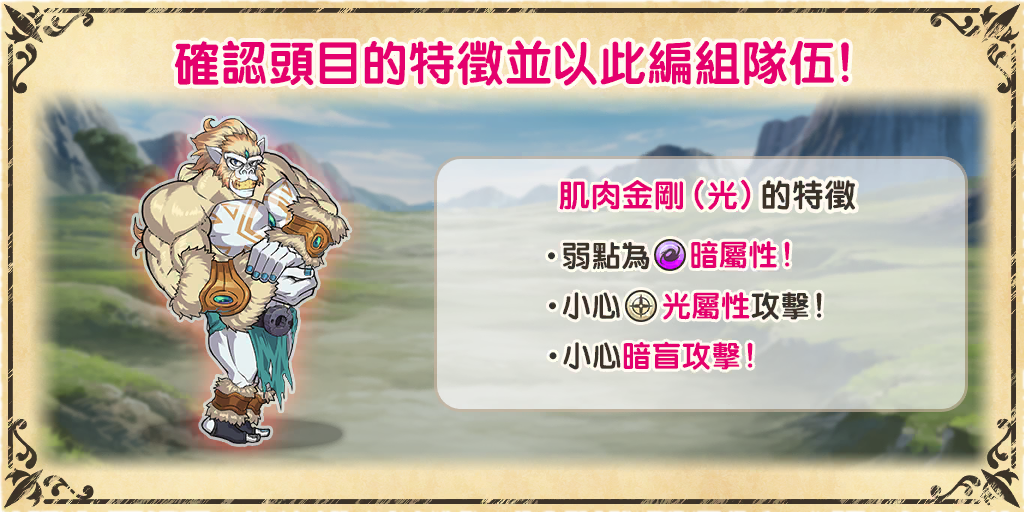 確認頭目的特徵並以此編組隊伍!
肌肉金剛(光)的特徵
・弱點為暗屬性!
・小心光屬性攻擊!
・小心暗盲攻擊!